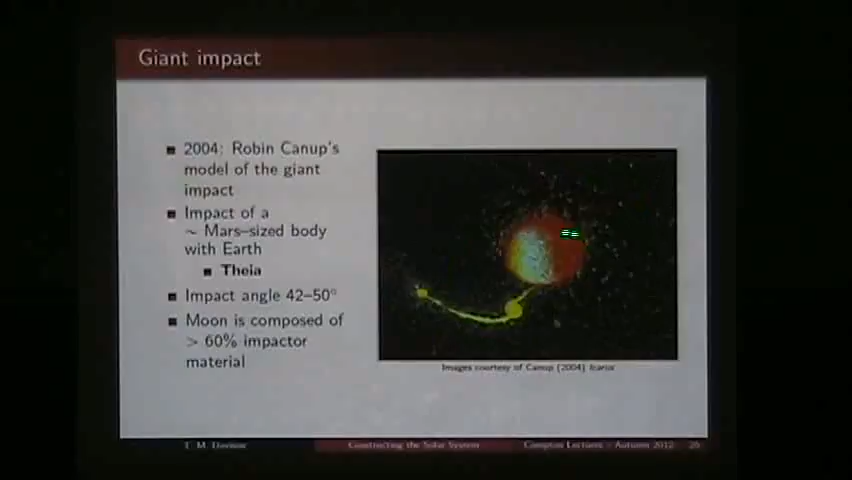 Giant impact
2004: Robin Canup's
model of the giant
impact
Impact of a
~ Mars–sized body
with Earth
Theia
Impact angle 42–50°
Moon is composed of
> 60% impactor
material
Images courtesy of Canup (2004) Icarus
Constructing the Solar System
Compton Lectures – Autumn 2012